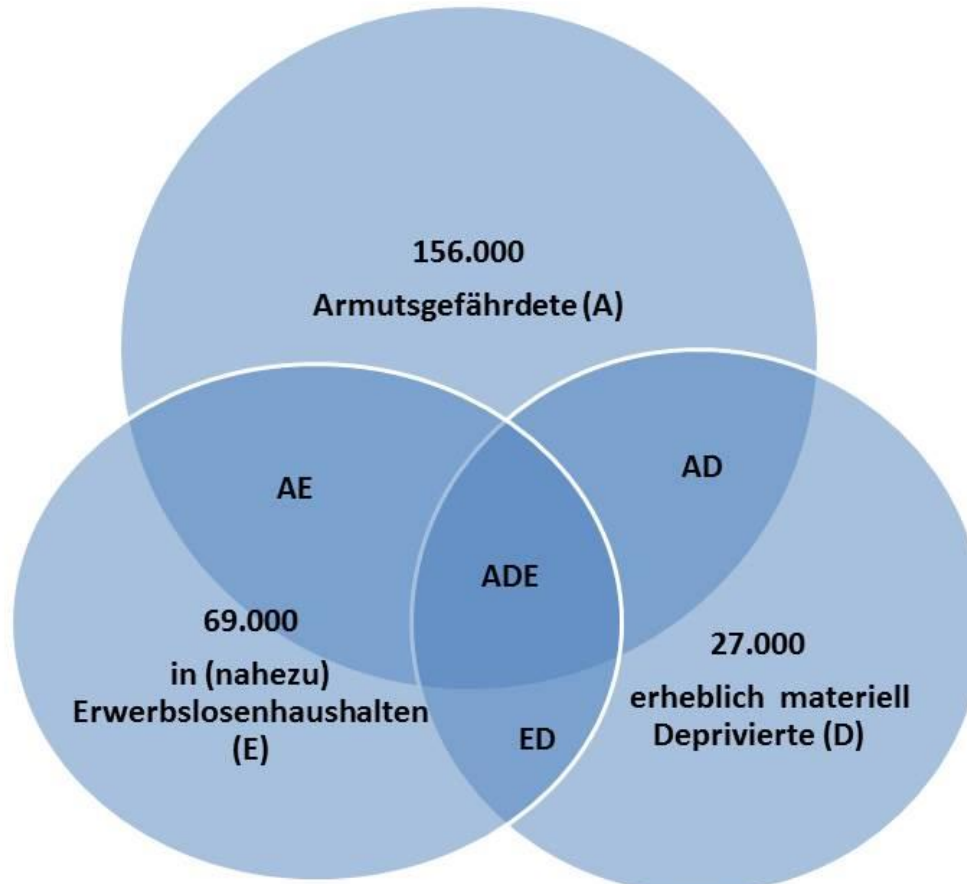 156.000
Armutsgefährdete (A)
AE
AD
ADE
69.000
in (nahezu)
Erwerbslosenhaushalten
(E)
27.000
erheblich materiell
Deprivierte (D)
ED